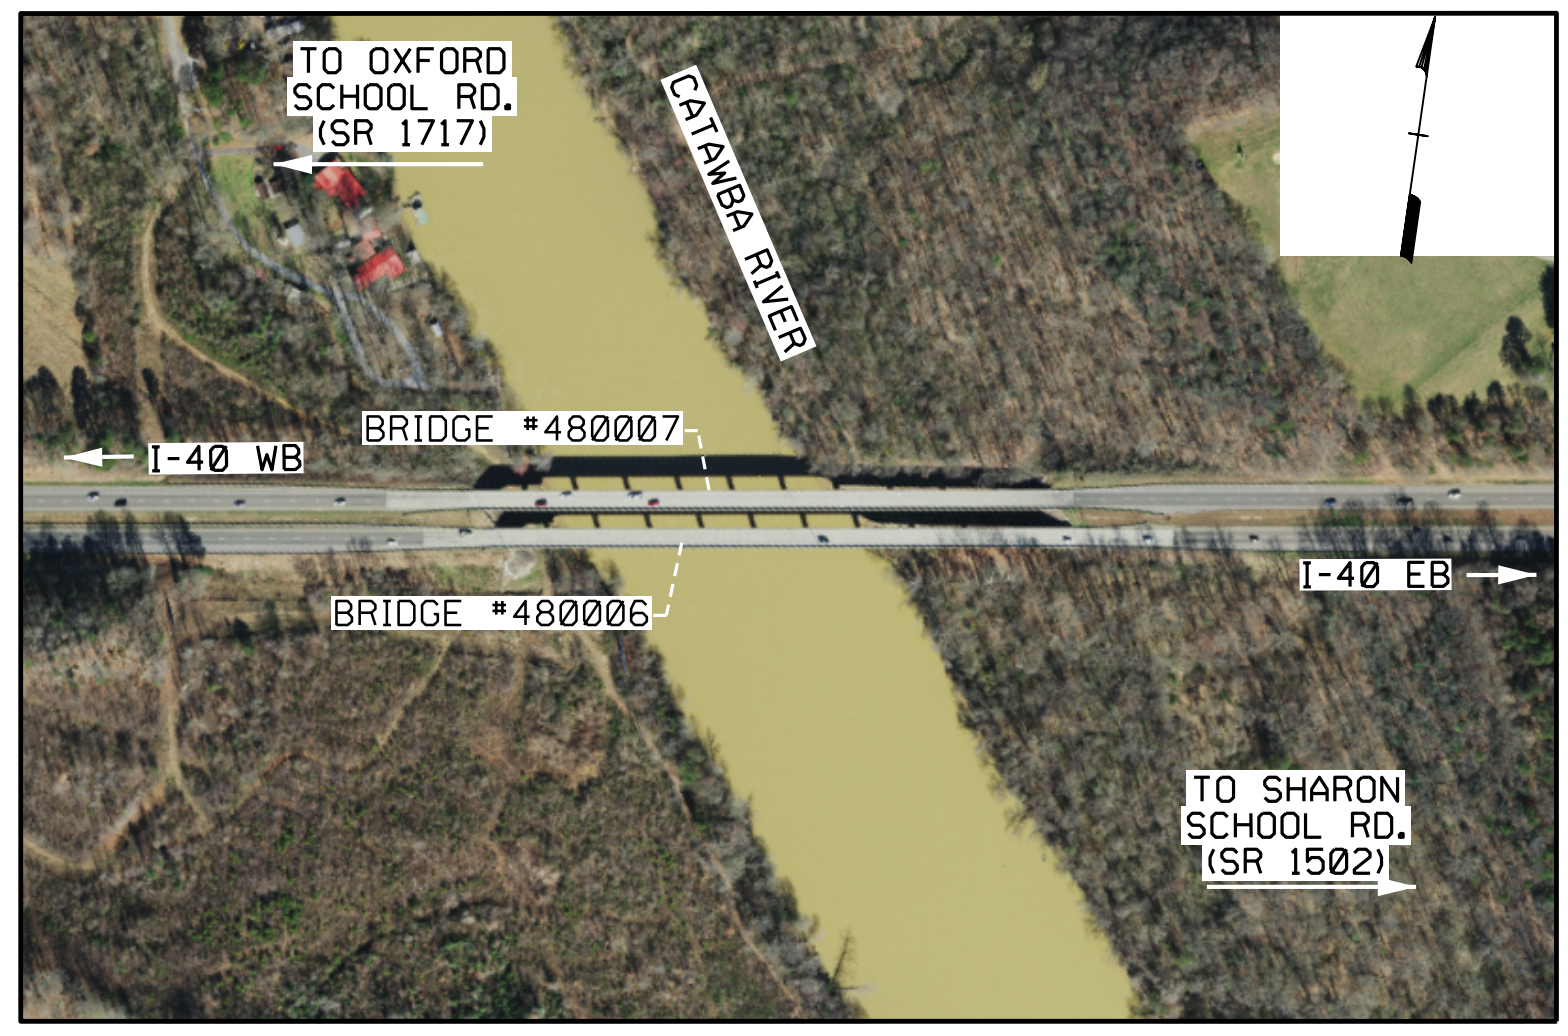 TO OXFORD
SCHOOL RD.
(SR 1717)
CATAWBA RIVER
BRIDGE #480007
I-40 WB
I-40 EB
BRIDGE #480006
TO SHARON
SCHOOL RD.
(SR 1502)